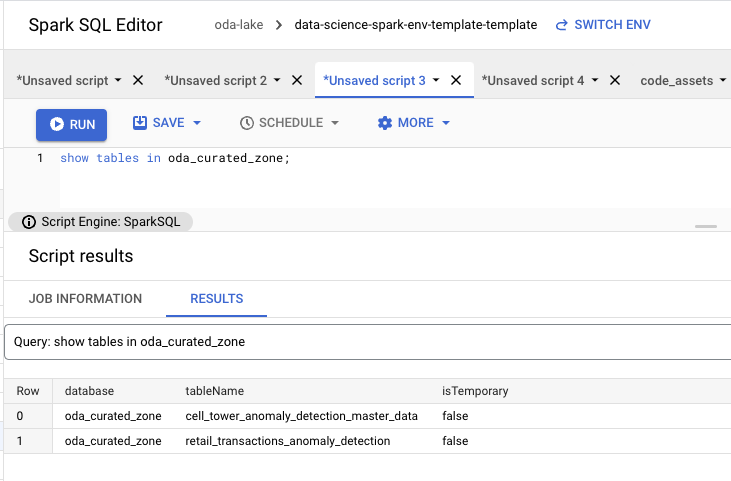 Spark SQL Editor oda-lake > data-science-spark-env-template-template SWITCH ENV
*Unsaved script *Unsaved script 2 *Unsaved script 3 *Unsaved script 4 code_assets
RUN SAVE SCHEDULE MORE
1 show tables in oda_curated_zone;
Script Engine: SparkSQL
Script results
JOB INFORMATION RESULTS
Query: show tables in oda_curated_zone
Row database tableName isTemporary
0 oda_curated_zone cell_tower_anomaly_detection_master_data false
1 oda_curated_zone retail_transactions_anomaly_detection false